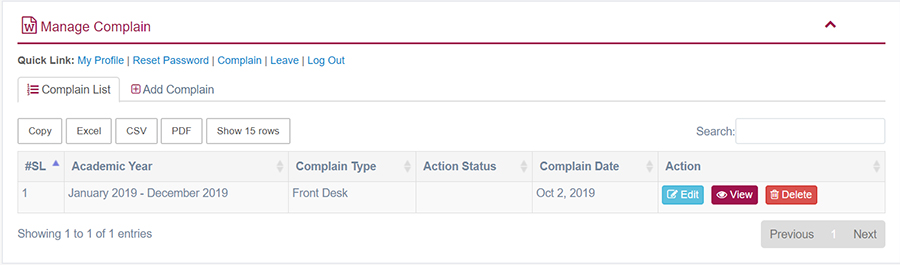 Manage Complain
Quick Link: My Profile | Reset Password | Complain | Leave | Log Out
Complain List Add Complain
Copy Excel CSV PDF Show 15 rows Search:
#SL Academic Year Complain Type Action Status Complain Date Action
1 January 2019 - December 2019 Front Desk Oct 2, 2019 Edit View Delete
Showing 1 to 1 of 1 entries Previous 1 Next